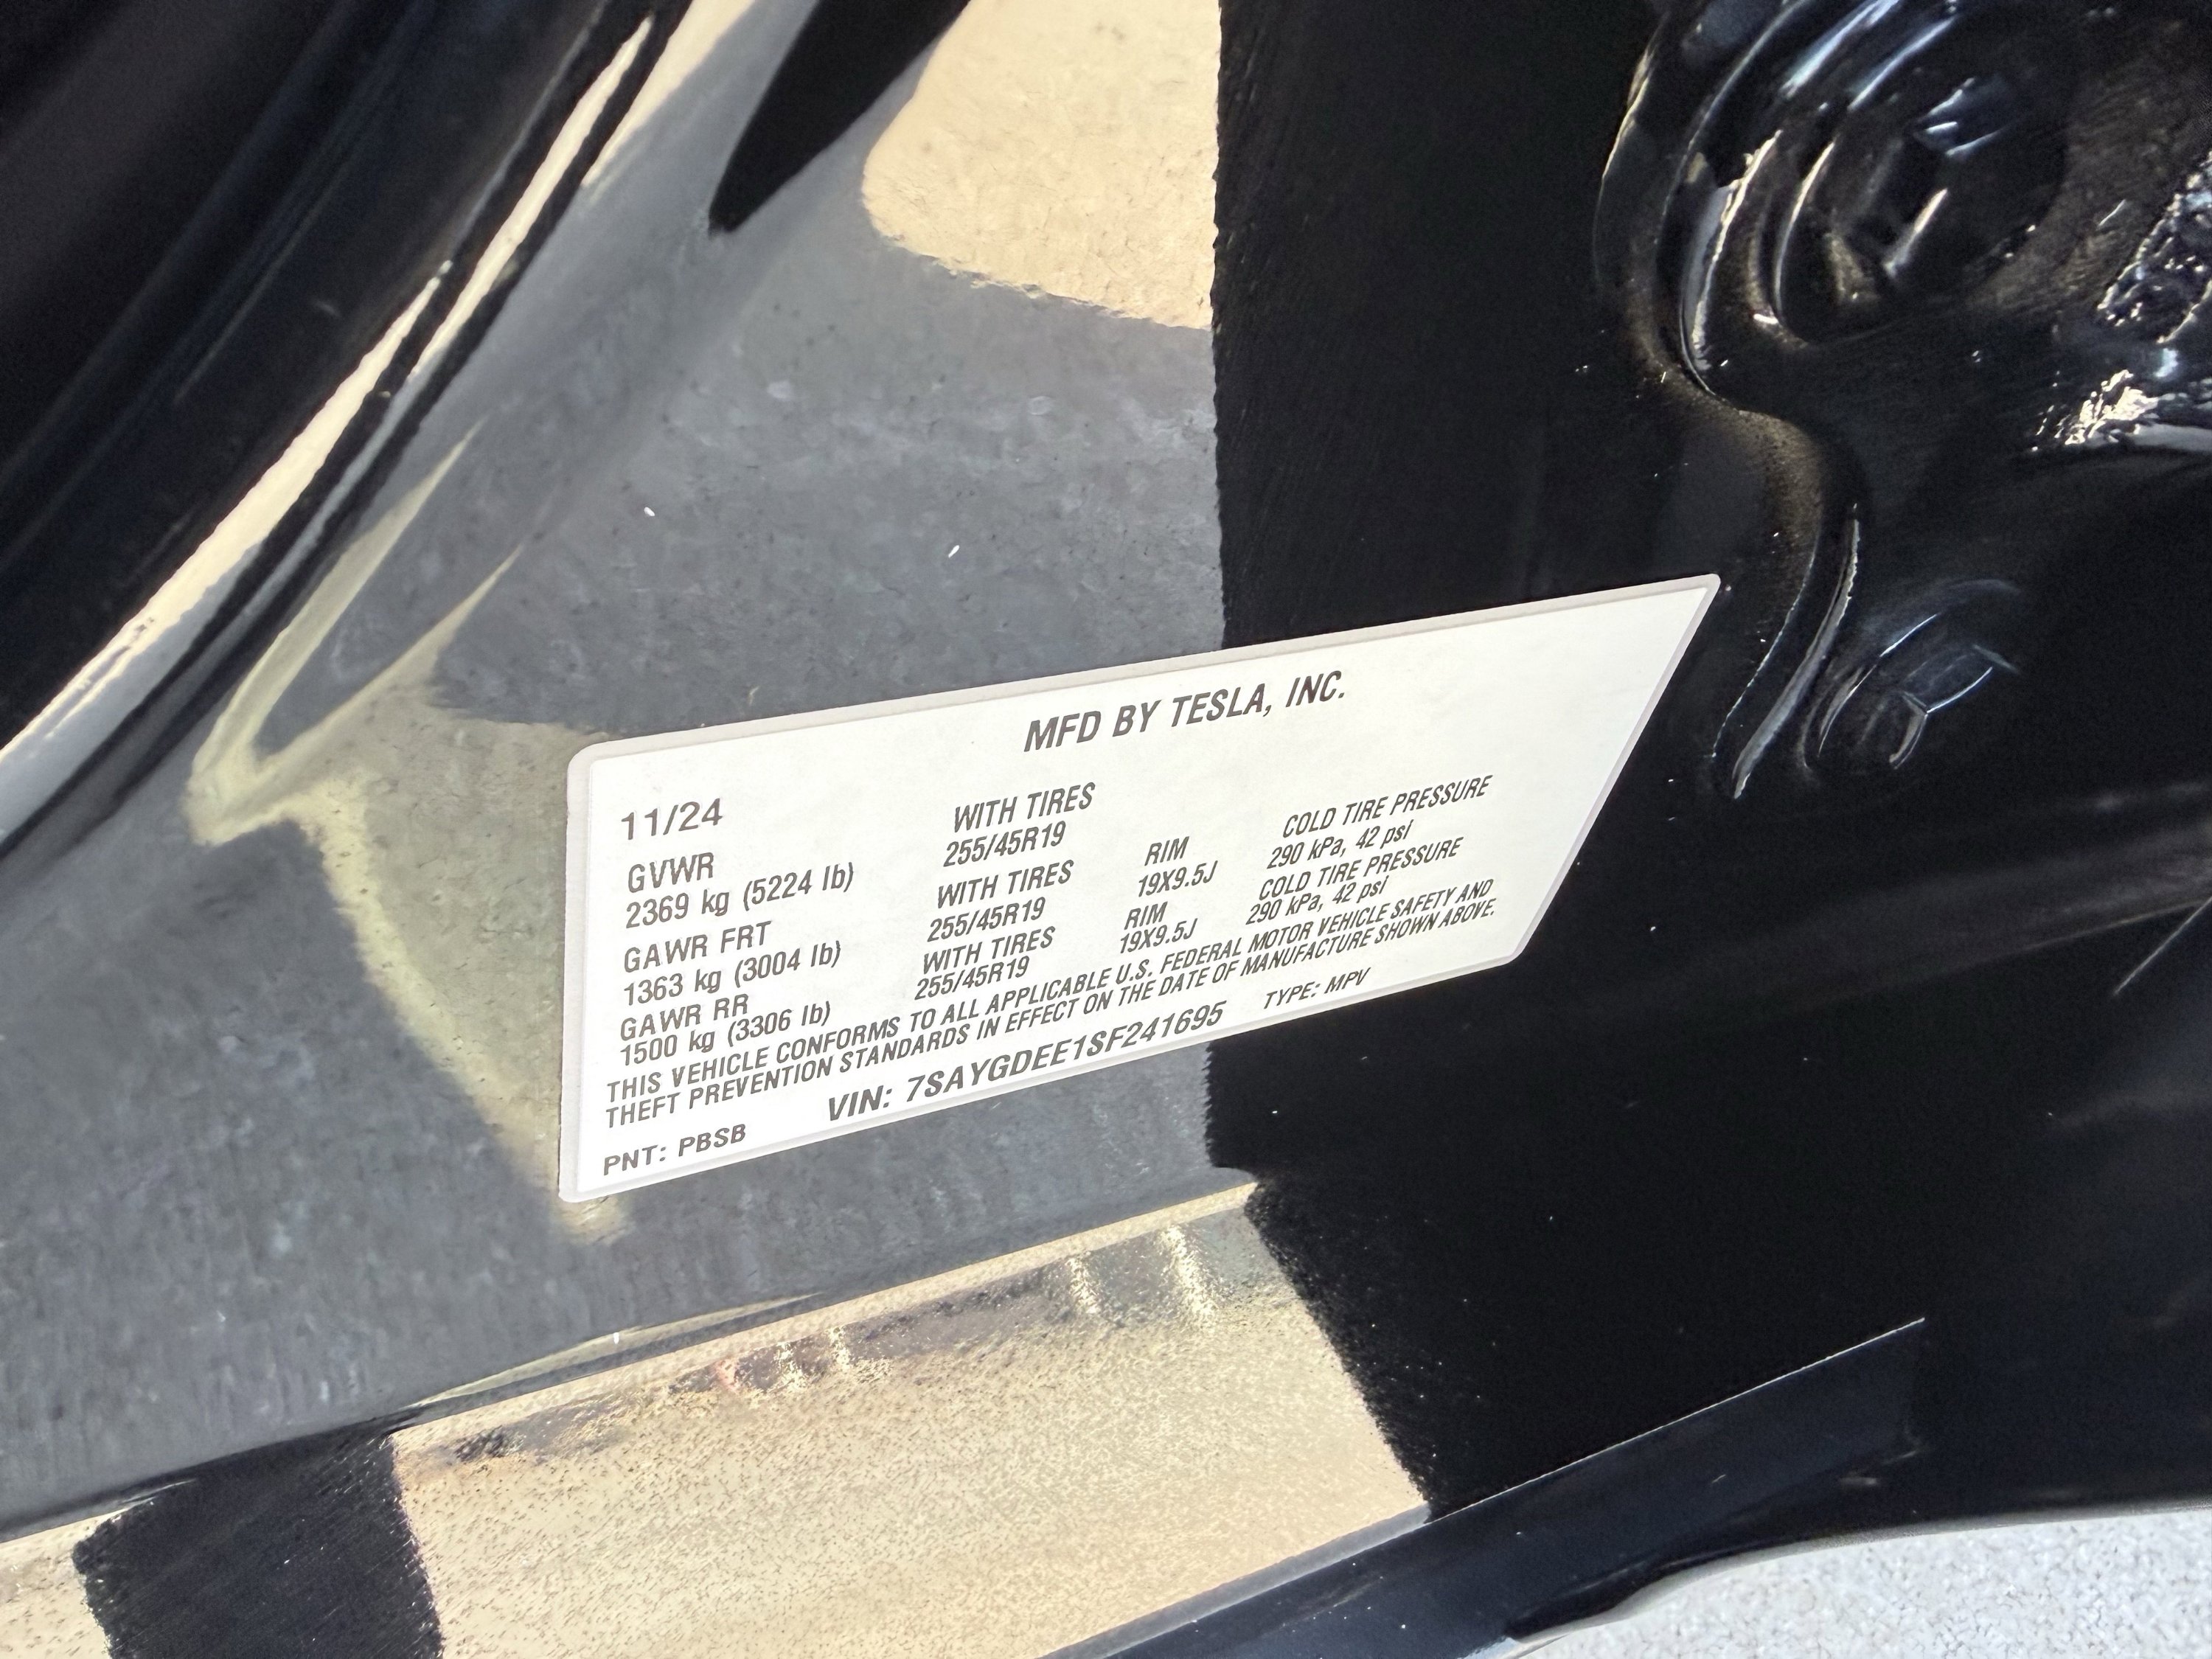 MFD BY TESLA, INC.
11/24
GVWR WITH TIRES
2369 kg (5224 lb) 255/45R19 RIM COLD TIRE PRESSURE
GAWR FRT WITH TIRES 19X9.5J 290 kPa, 42 psi
1363 kg (3004 lb) 255/45R19 RIM COLD TIRE PRESSURE
GAWR RR WITH TIRES 19X9.5J 290 kPa, 42 psi
1500 kg (3306 lb) 255/45R19
THIS VEHICLE CONFORMS TO ALL APPLICABLE U.S. FEDERAL MOTOR VEHICLE SAFETY AND
THEFT PREVENTION STANDARDS IN EFFECT ON THE DATE OF MANUFACTURE SHOWN ABOVE.
PNT: PBSB VIN: 7SAYGDEE1SF241695 TYPE: MPV